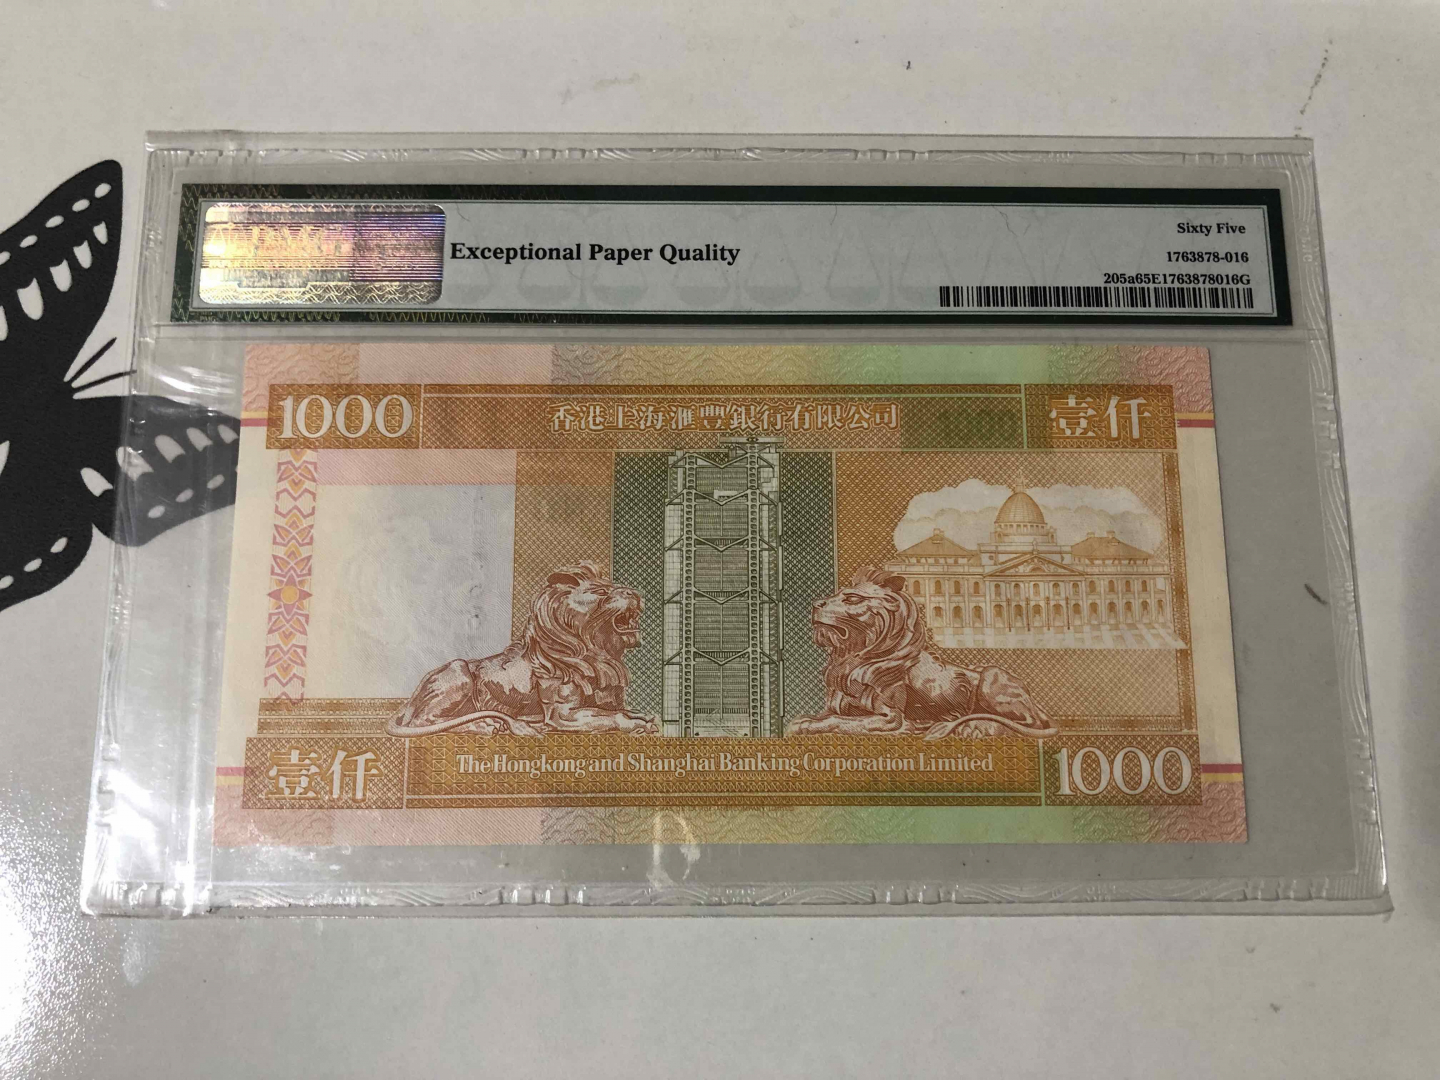 Exceptional Paper Quality
Sixty Five
1763878-016
205a65E1763878016G
1000
香港上海滙豐銀行有限公司
壹仟
壹仟
The Hongkong and Shanghai Banking Corporation Limited
1000